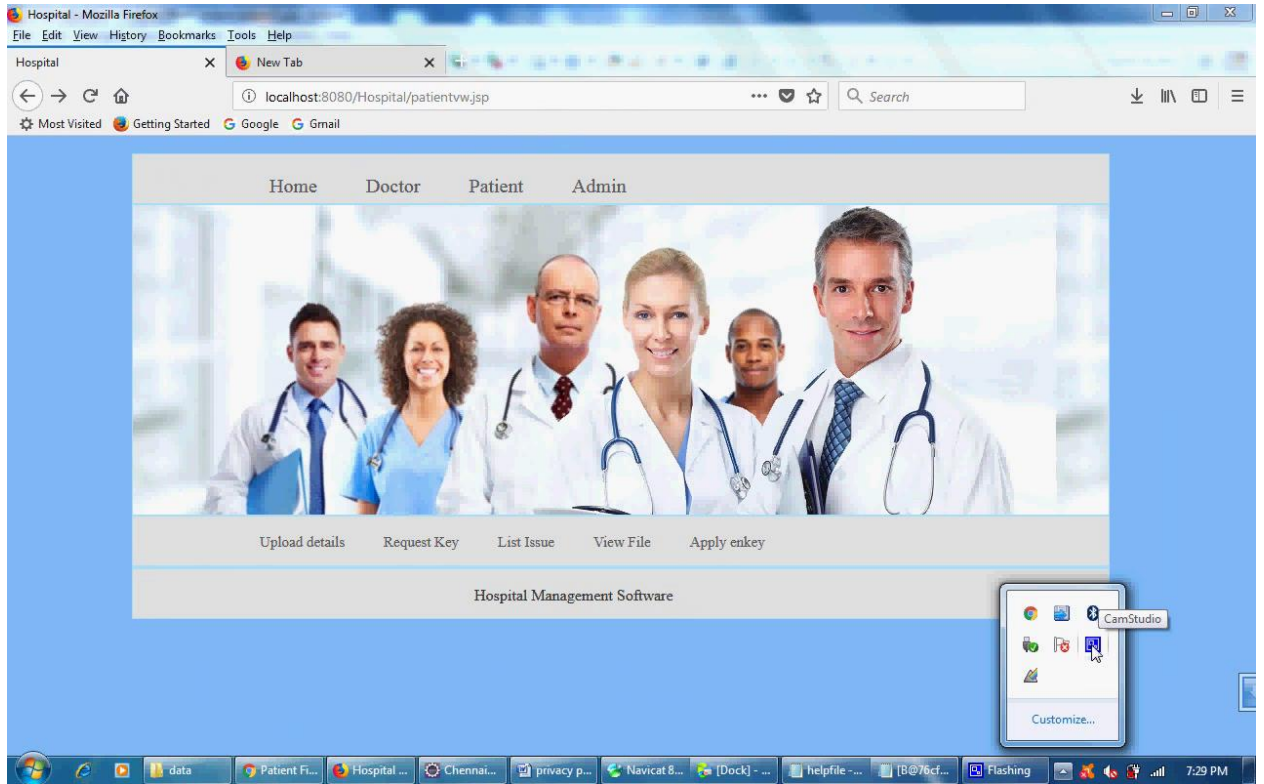 Hospital - Mozilla Firefox
File Edit View History Bookmarks Tools Help
Hospital New Tab
localhost:8080/Hospital/patientvw.jsp Search
Most Visited Getting Started Google Gmail
Home Doctor Patient Admin
Upload details Request Key List Issue View File Apply enkey
Hospital Management Software
CamStudio
Customize...
data Patient Fi... Hospital ... Chennai... privacy p... Navicat 8... [Dock] - ... helpfile -... [B@76cf... Flashing 7:29 PM